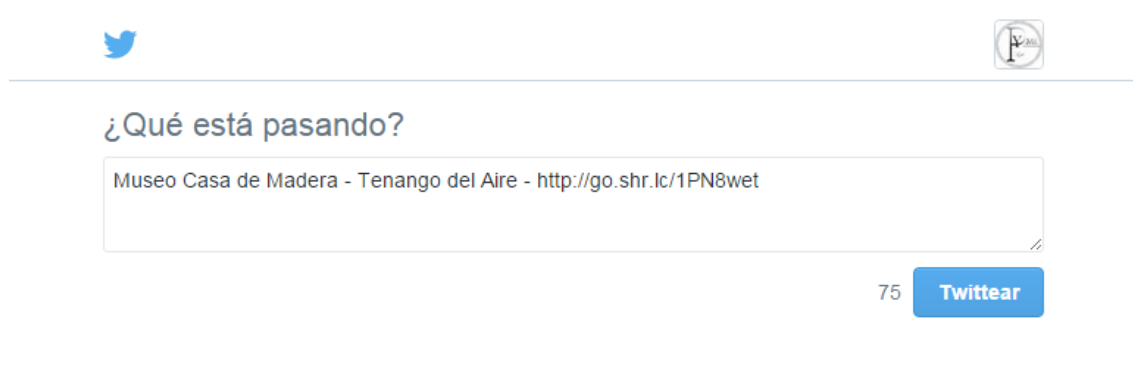 ¿Qué está pasando?
Museo Casa de Madera - Tenango del Aire - http://go.shr.lc/1PN8wet
75 Twittear